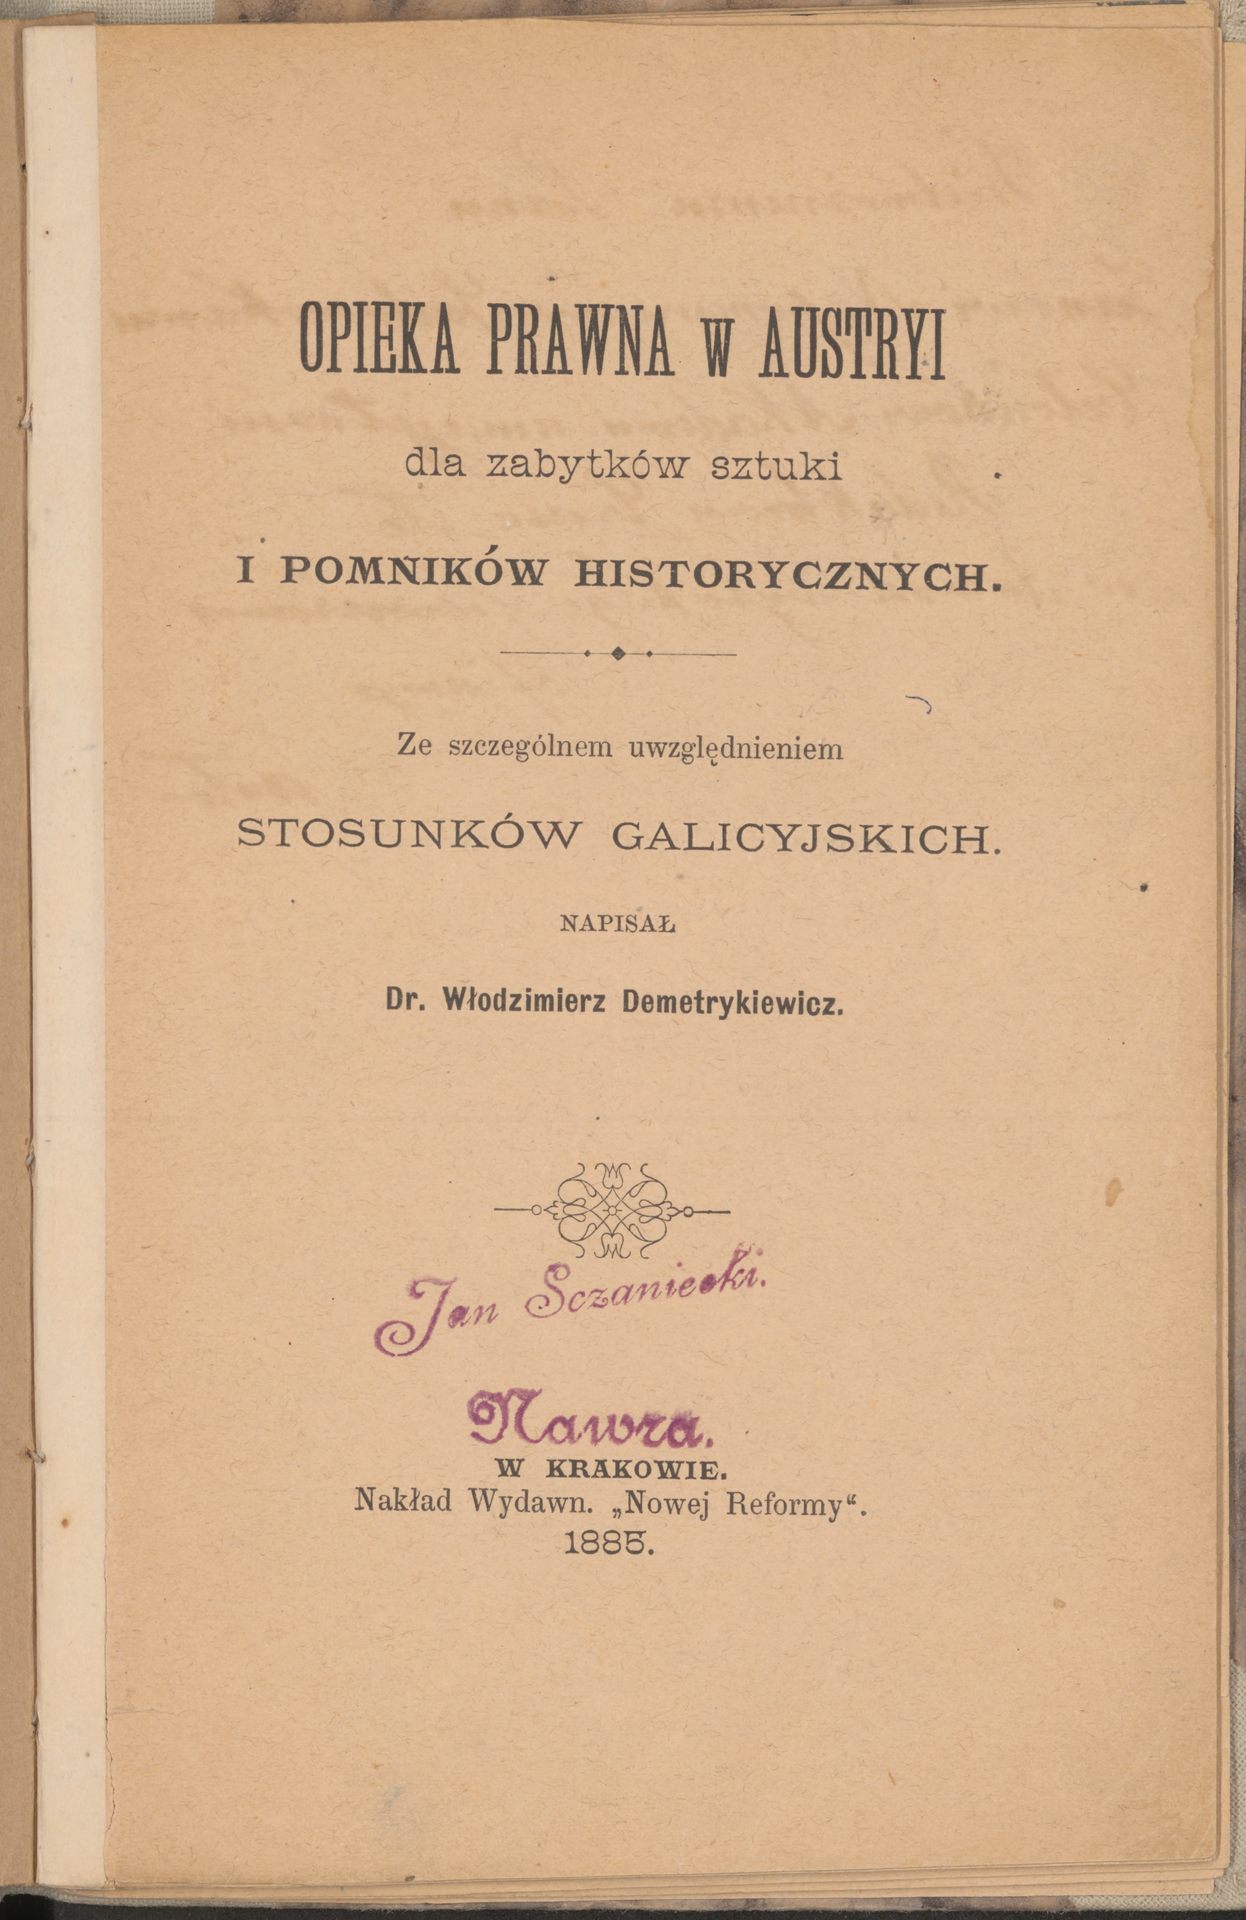 OPIEKA PRAWNA W AUSTRYI
dla zabytków sztuki
I POMNIKÓW HISTORYCZNYCH.
Ze szczególnem uwzględnieniem
STOSUNKÓW GALICYJSKICH.
NAPISAŁ
Dr. Włodzimierz Demetrykiewicz.
Jan Sczaniecki.
Nawra.
W KRAKOWIE.
Nakład Wydawn. „Nowej Reformy“.
1885.